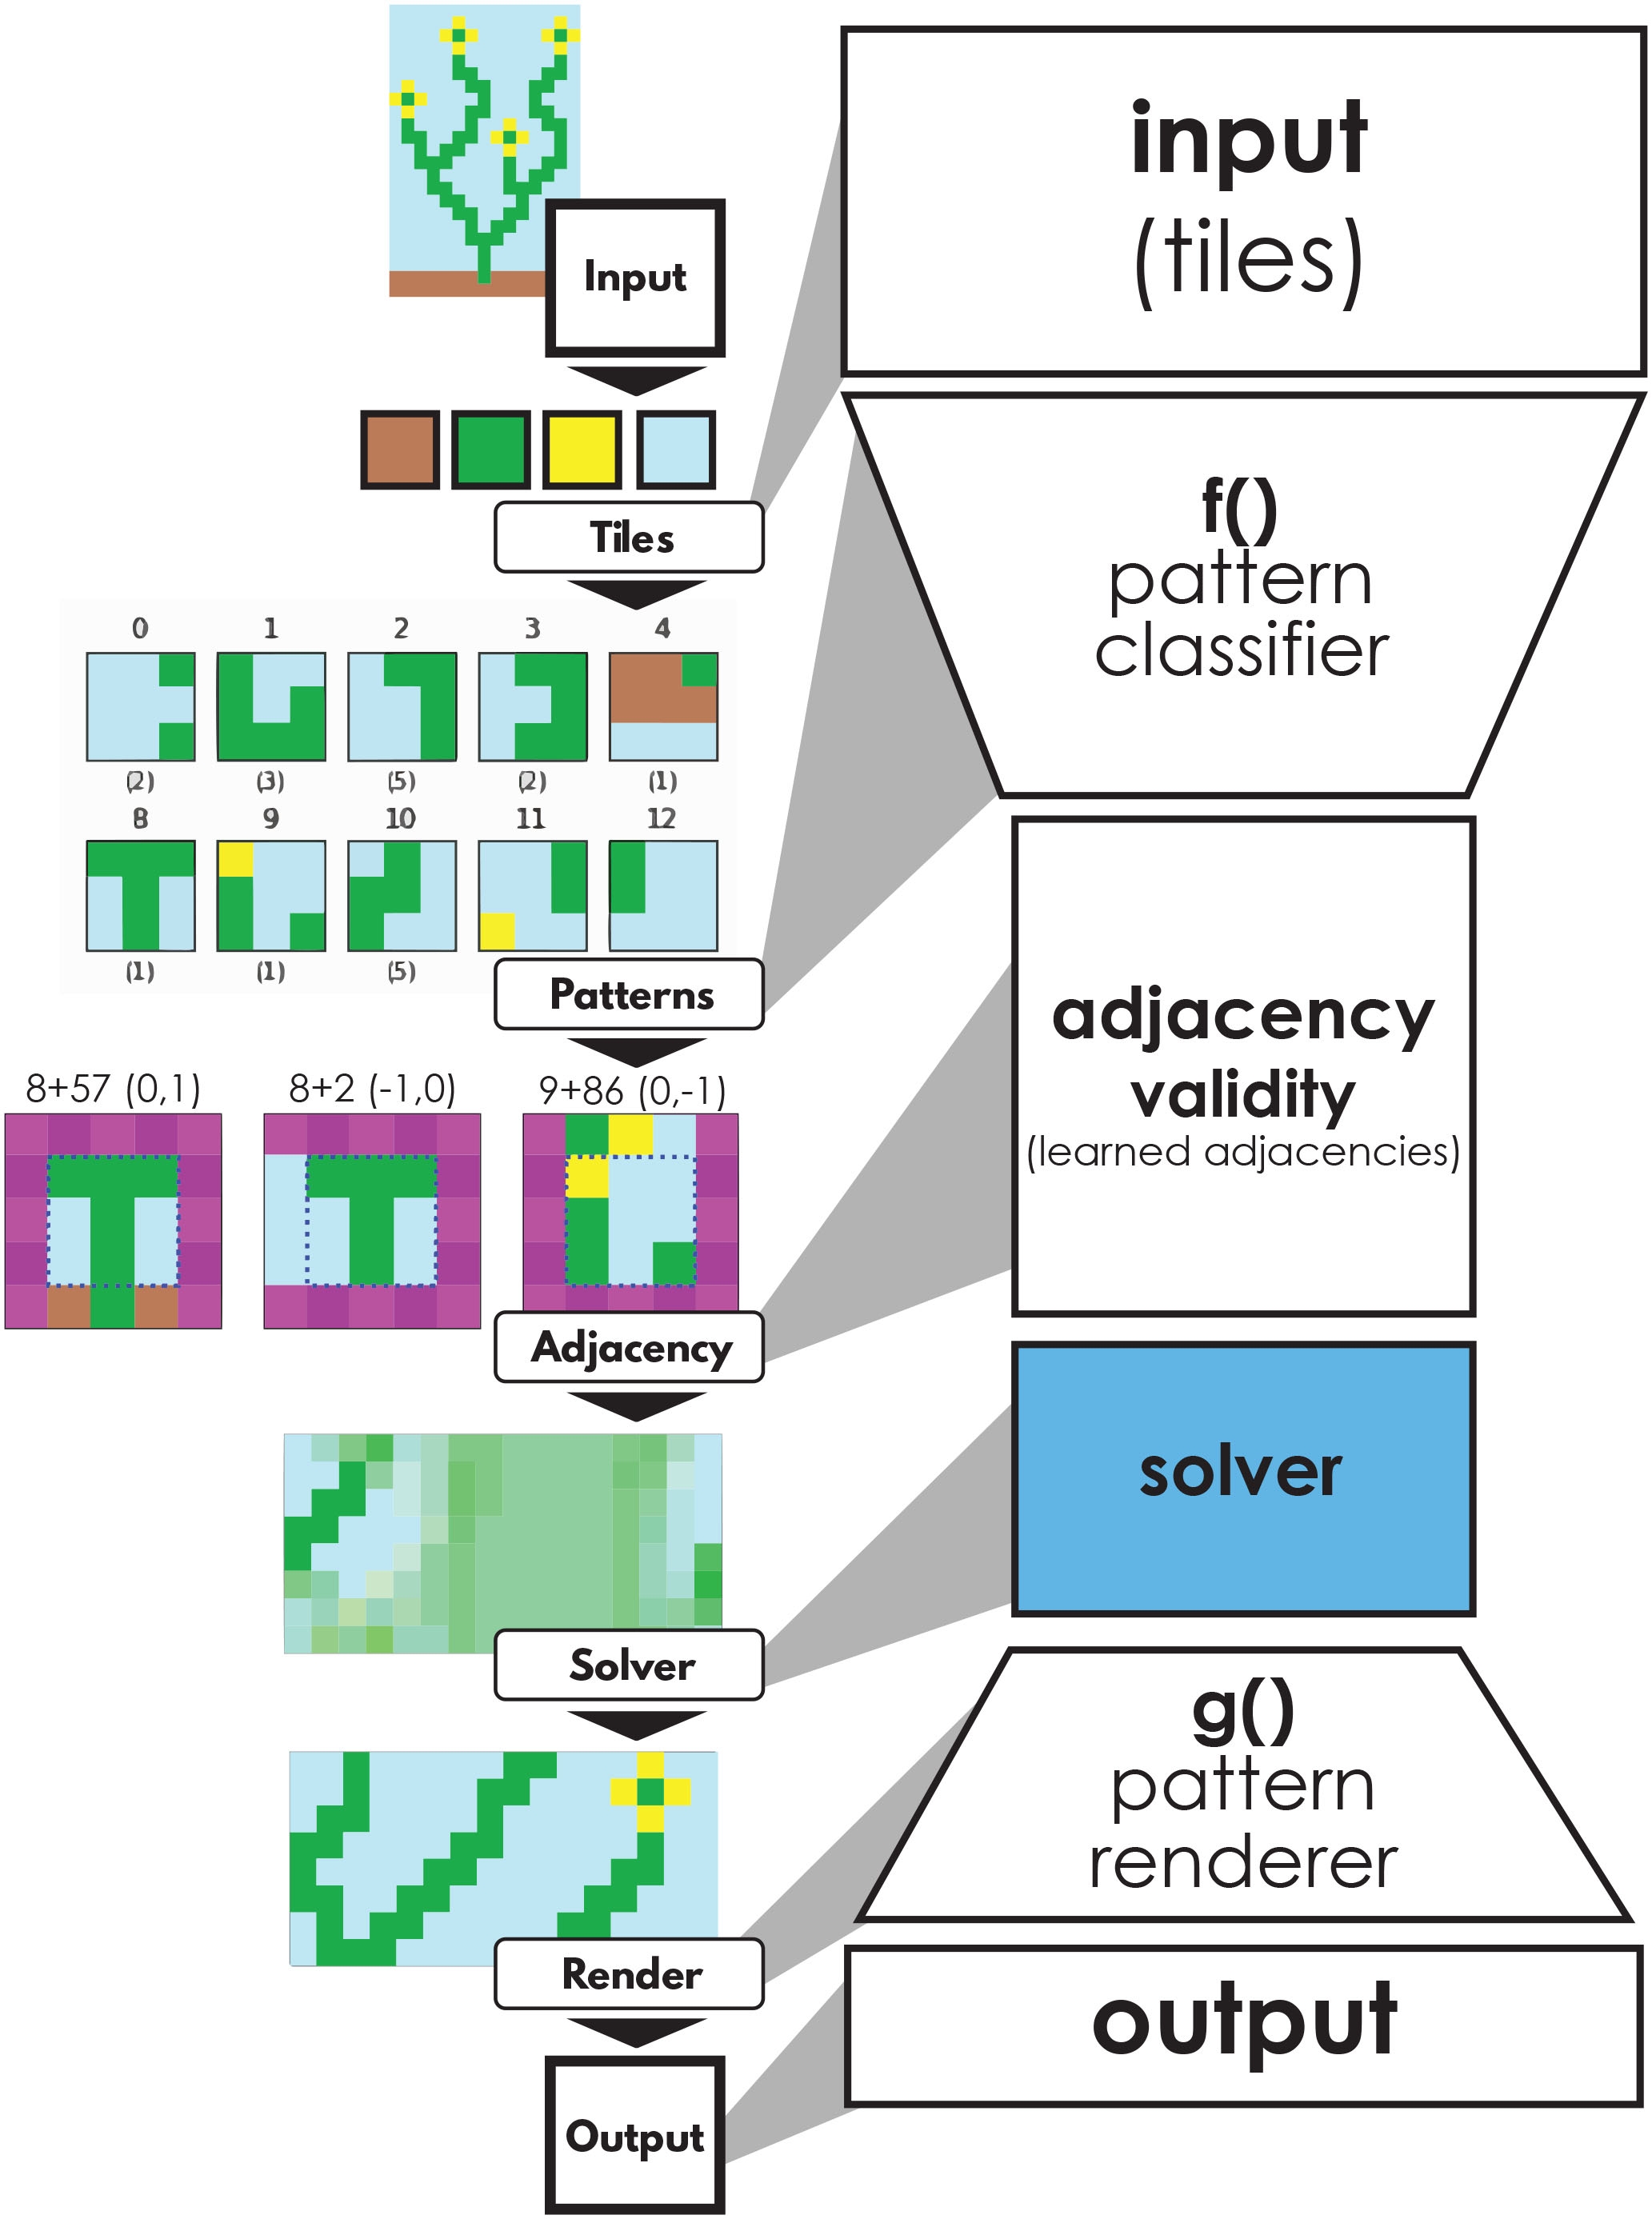 Input
Tiles
0 1 2 3 4
(2) (3) (5) (2) (1)
8 9 10 11 12
(1) (1) (5)
Patterns
8+57 (0,1) 8+2 (-1,0) 9+86 (0,-1)
Adjacency
Solver
Render
Output
input
(tiles)
f()
pattern
classifier
adjacency
validity
(learned adjacencies)
solver
g()
pattern
renderer
output